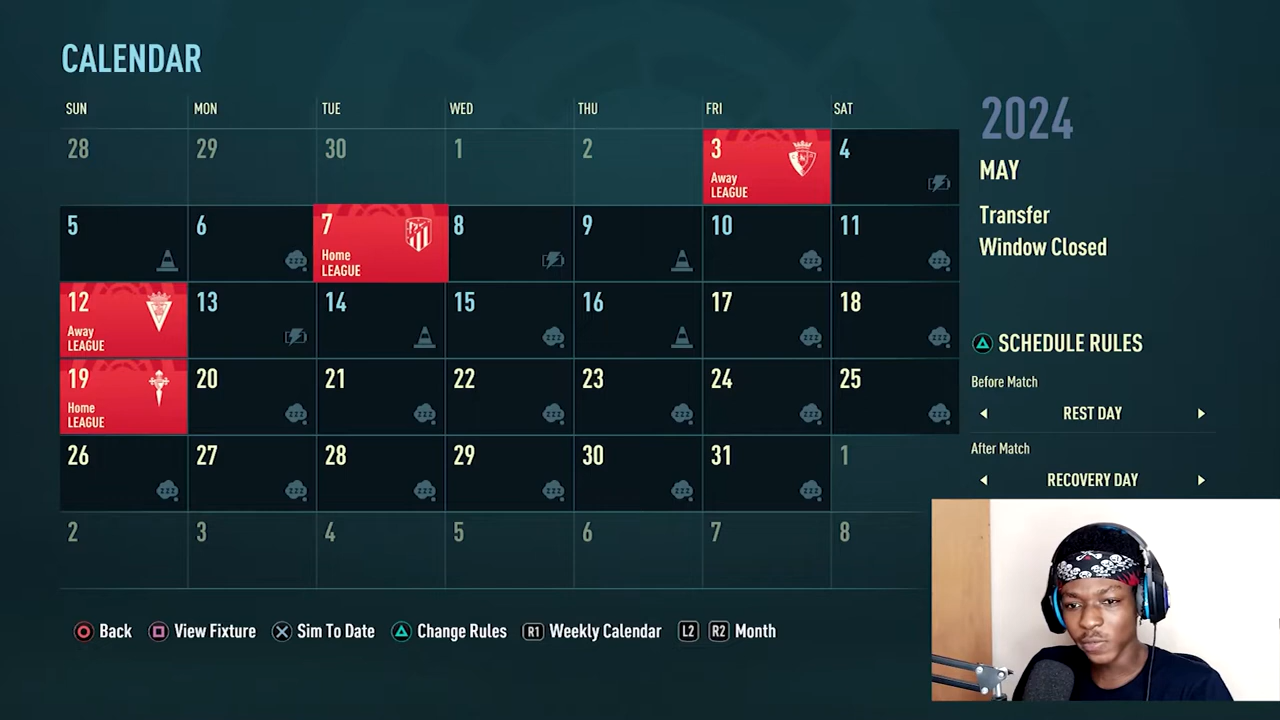 CALENDAR
SUN MON TUE WED THU FRI SAT
28 29 30 1 2 3 4
Away
LEAGUE
5 6 7 8 9 10 11
Home
LEAGUE
12 13 14 15 16 17 18
Away
LEAGUE
19 20 21 22 23 24 25
Home
LEAGUE
26 27 28 29 30 31 1
2 3 4 5 6 7 8
2024
MAY
Transfer
Window Closed
SCHEDULE RULES
Before Match
REST DAY
After Match
RECOVERY DAY
Back View Fixture Sim To Date Change Rules R1 Weekly Calendar L2 R2 Month